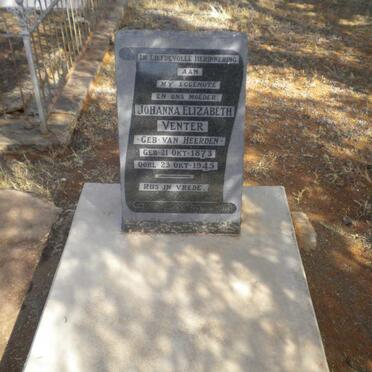 IN LIEFDEVOLLE HERINNERING
AAN
MY EGGENOTE
EN ONS MOEDER
JOHANNA ELIZABETH
VENTER
-GEB. VAN HEERDEN-
GEB. 21 OKT. 1873
OORL. 23 OKT. 1945
RUS IN VREDE.